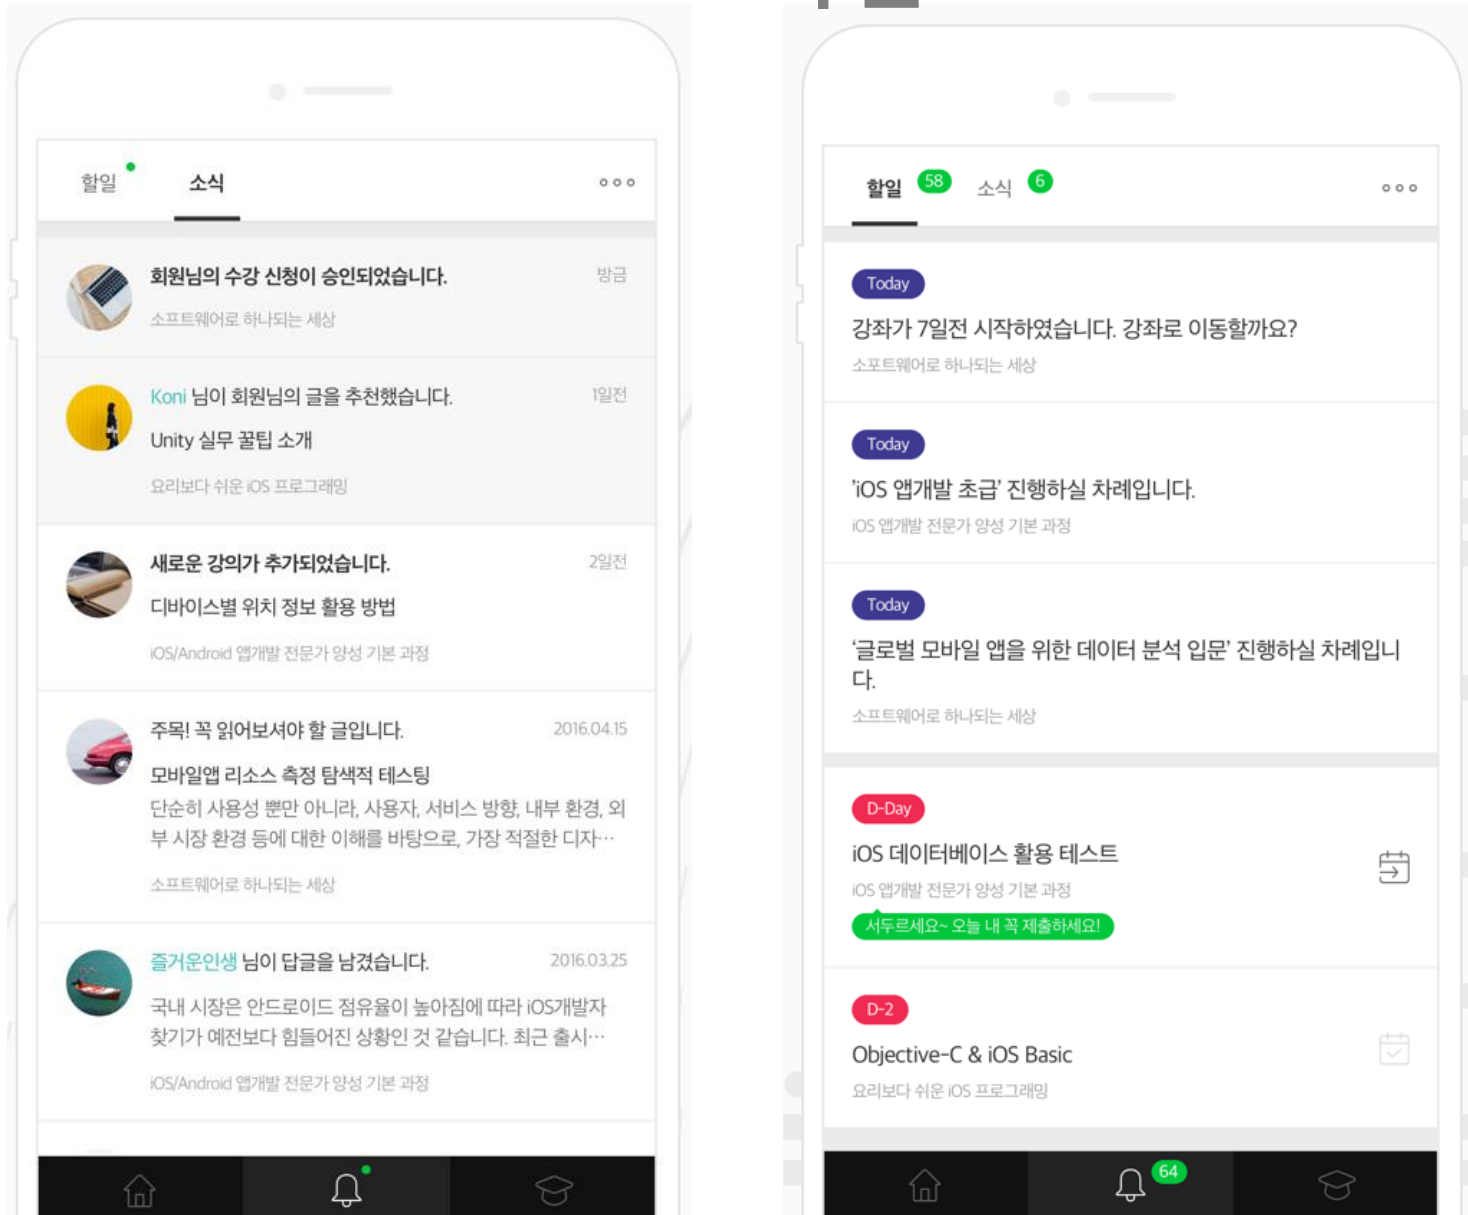 할일
소식
회원님의 수강 신청이 승인되었습니다.
방금
소프트웨어로 하나되는 세상
Koni 님이 회원님의 글을 추천했습니다.
1일전
Unity 실무 꿀팁 소개
요리보다 쉬운 iOS 프로그래밍
새로운 강의가 추가되었습니다.
2일전
디바이스별 위치 정보 활용 방법
iOS/Android 앱개발 전문가 양성 기본 과정
주목! 꼭 읽어보셔야 할 글입니다.
2016.04.15
모바일앱 리소스 측정 탐색적 테스팅
단순히 사용성 뿐만 아니라, 사용자, 서비스 방향, 내부 환경, 외
부 시장 환경 등에 대한 이해를 바탕으로, 가장 적절한 디자…
소프트웨어로 하나되는 세상
즐거운인생 님이 답글을 남겼습니다.
2016.03.25
국내 시장은 안드로이드 점유율이 높아짐에 따라 iOS개발자
찾기가 예전보다 힘들어진 상황인 것 같습니다. 최근 출시…
iOS/Android 앱개발 전문가 양성 기본 과정
할일 58 소식 6
Today
강좌가 7일전 시작하였습니다. 강좌로 이동할까요?
소포트웨어로 하나되는 세상
Today
'iOS 앱개발 초급' 진행하실 차례입니다.
iOS 앱개발 전문가 양성 기본 과정
Today
'글로벌 모바일 앱을 위한 데이터 분석 입문' 진행하실 차례입니
다.
소프트웨어로 하나되는 세상
D-Day
iOS 데이터베이스 활용 테스트
iOS 앱개발 전문가 양성 기본 과정
서두르세요~ 오늘 내 꼭 제출하세요!
D-2
Objective-C & iOS Basic
요리보다 쉬운 iOS 프로그래밍
64